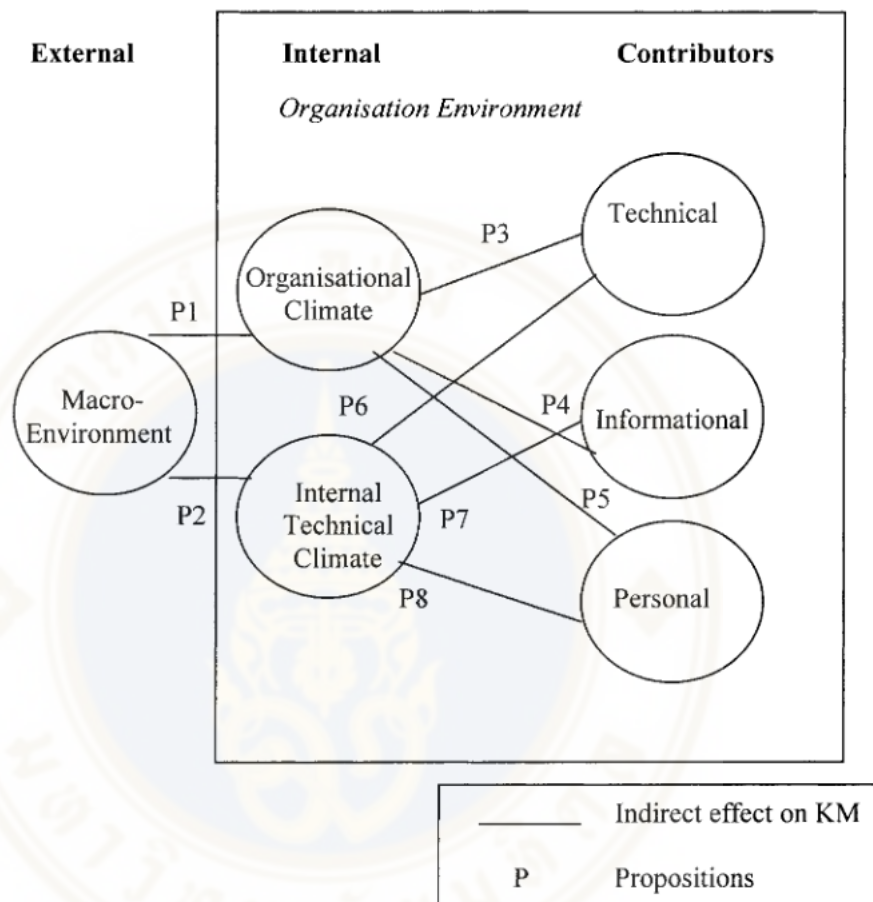 External
Internal
Contributors
Organisation Environment
Technical
P3
Organisational
Climate
P1
Macro-
Environment
P6
P4
Informational
P2
Internal
Technical
Climate
P7
P5
P8
Personal
Indirect effect on KM
P
Propositions